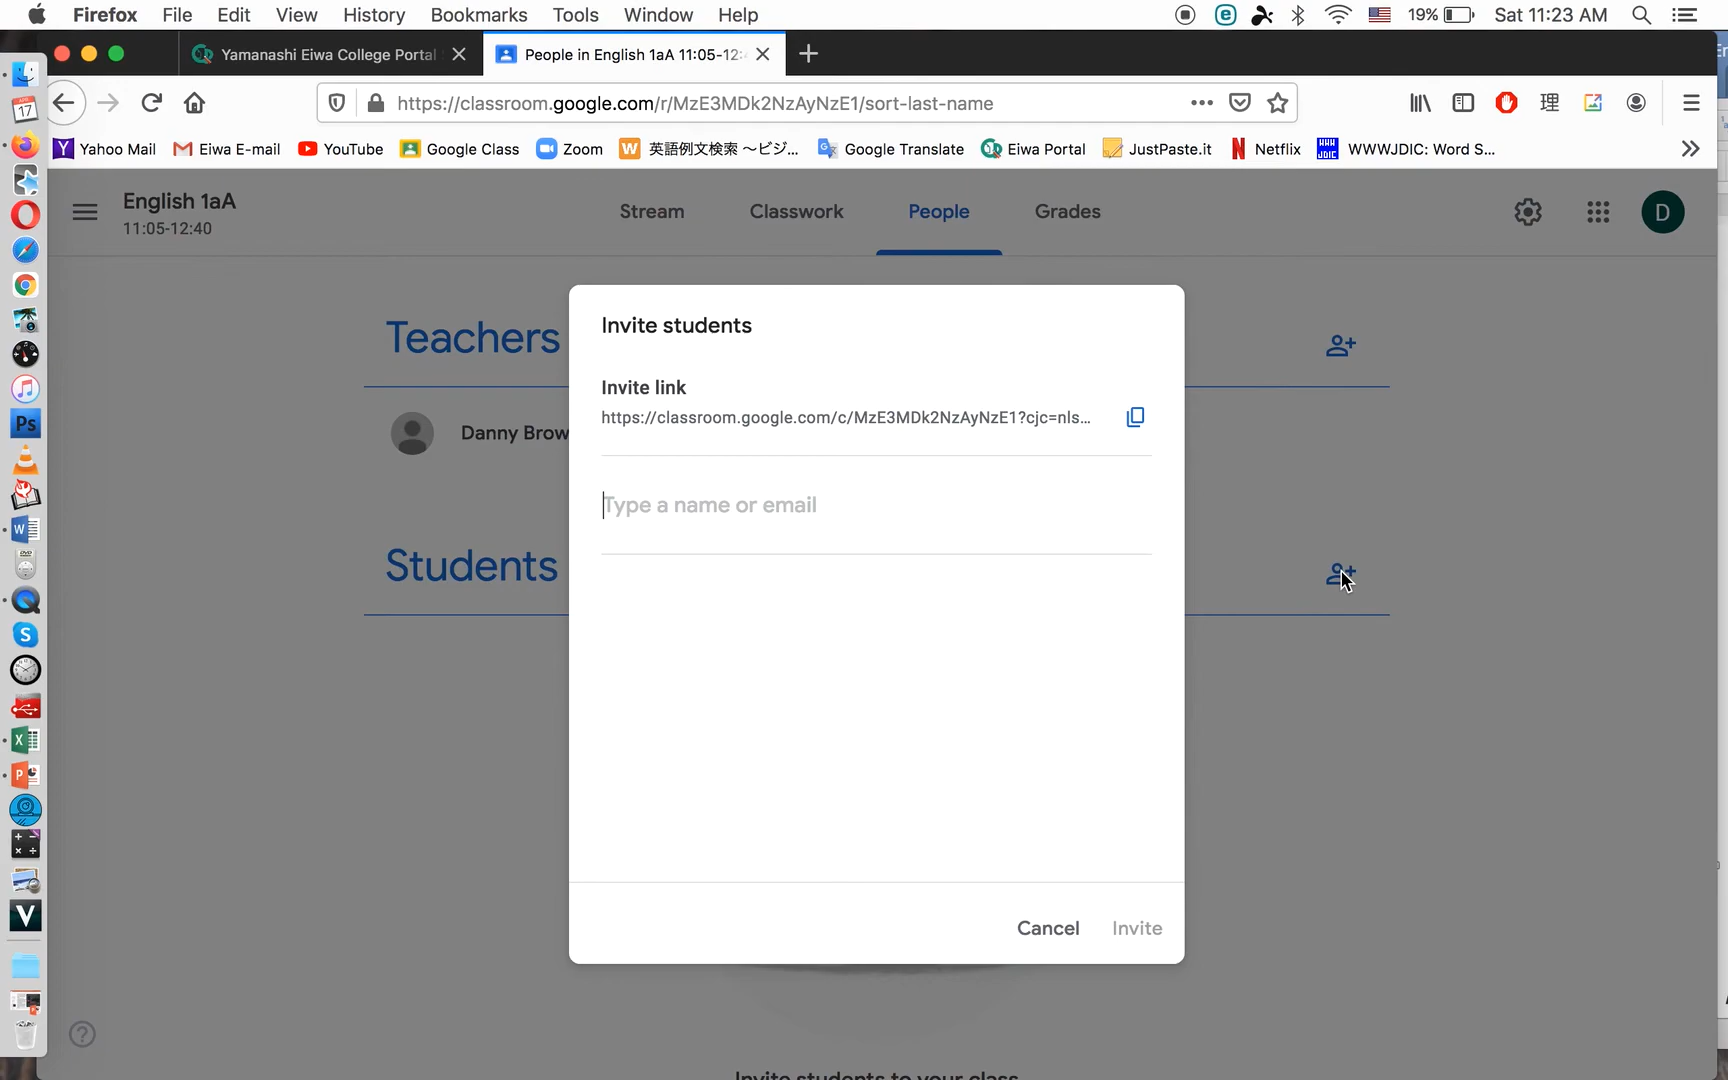 Firefox File Edit View History Bookmarks Tools Window Help 19% Sat 11:23 AM
Yamanashi Eiwa College Portal People in English 1aA 11:05-12:
https://classroom.google.com/r/MzE3MDk2NzAyNzE1/sort-last-name
Yahoo Mail Eiwa E-mail YouTube Google Class Zoom 英語例文検索 〜ビジ... Google Translate Eiwa Portal JustPaste.it Netflix WWWJDIC: Word S...
English 1aA
11:05-12:40
Stream Classwork People Grades
D
Invite students
Teachers
Invite link
https://classroom.google.com/c/MzE3MDk2NzAyNzE1?cjc=nls...
Danny Brow
Type a name or email
Students
Cancel Invite
Invite students to your class